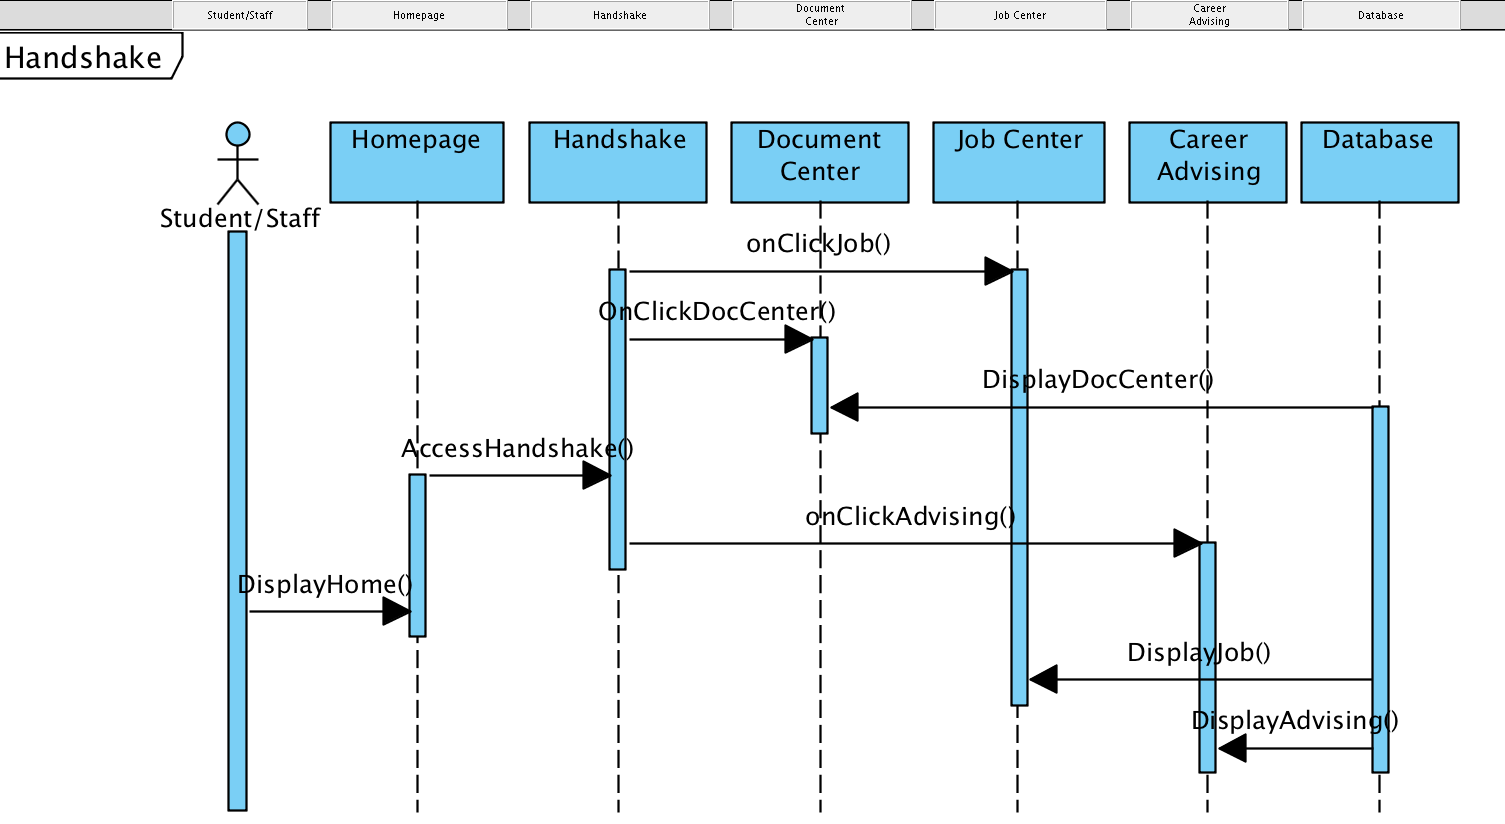 Student/Staff
Homepage
Handshake
Document
Center
Job Center
Career
Advising
Database
Handshake
Student/Staff
Homepage
Handshake
Document
Center
Job Center
Career
Advising
Database
onClickJob()
OnClickDocCenter()
DisplayDocCenter()
AccessHandshake()
onClickAdvising()
DisplayHome()
DisplayJob()
DisplayAdvising()